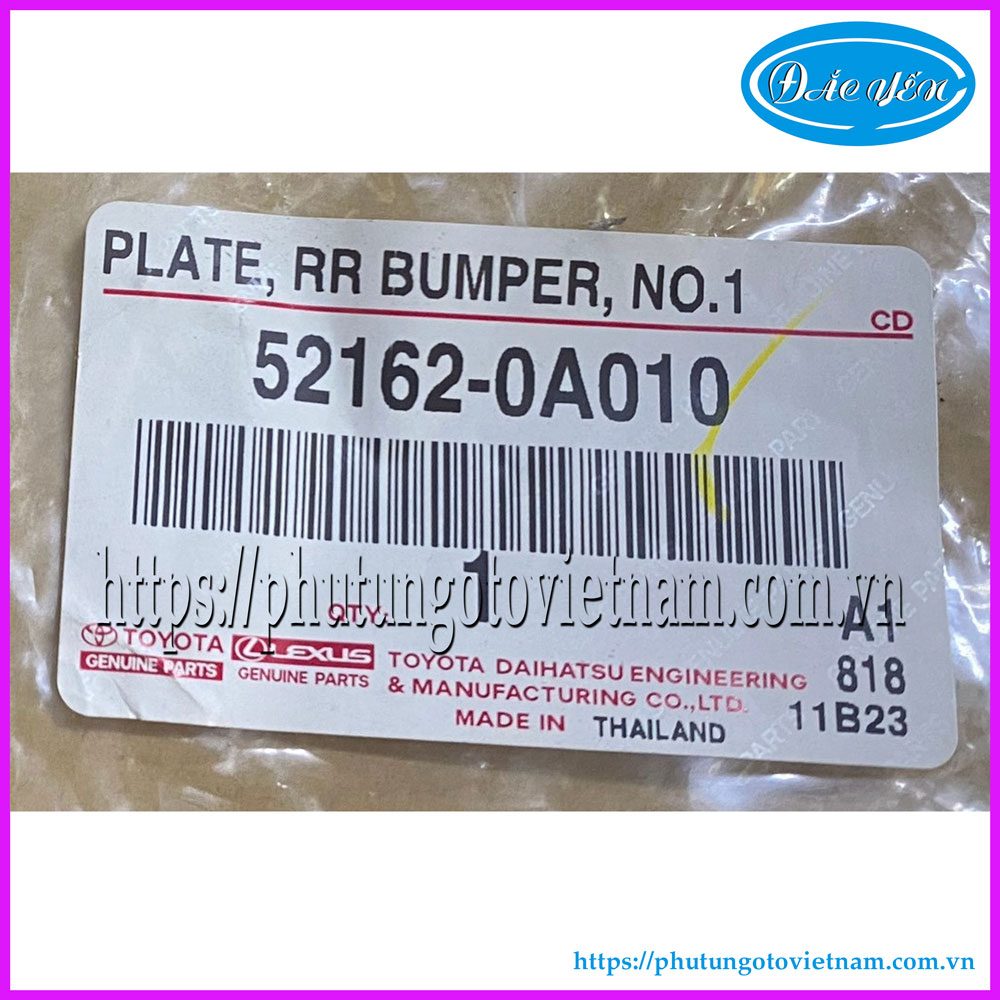 ĐẮC YẾN
PLATE, RR BUMPER, NO.1
CD
52162-0A010
https://phutungotovietnam.com.vn
QTY: 1
A1
TOYOTA LEXUS
GENUINE PARTS GENUINE PARTS
TOYOTA DAIHATSU ENGINEERING 818
& MANUFACTURING CO.,LTD. 11B23
MADE IN THAILAND
https://phutungotovietnam.com.vn